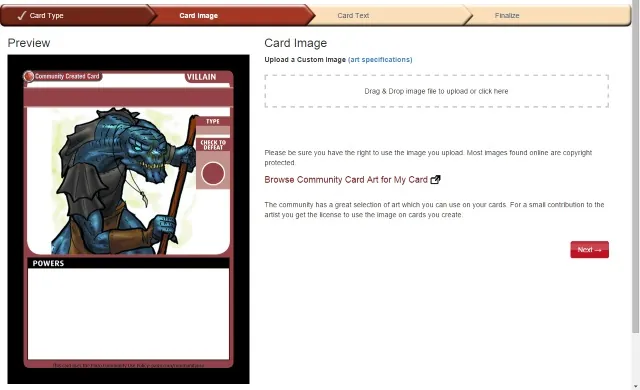 Card Type
Card Image
Card Text
Finalize
Preview
Community Created Card
VILLAIN
TYPE
CHECK TO
DEFEAT
POWERS
Card Image
Upload a Custom image (art specifications)
Drag & Drop image file to upload or click here
Please be sure you have the right to use the image you upload. Most images found online are copyright
protected.
Browse Community Card Art for My Card
The community has a great selection of art which you can use on your cards. For a small contribution to the
artist you get the license to use the image on cards you create.
Next →